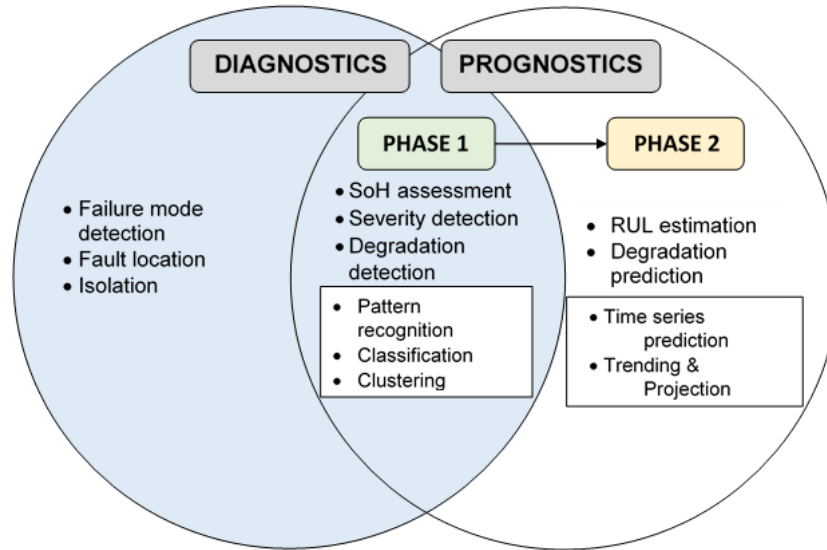 DIAGNOSTICS
PROGNOSTICS
PHASE 1
PHASE 2
• Failure mode
detection
• Fault location
• Isolation
• SoH assessment
• Severity detection
• Degradation
detection
• Pattern
recognition
• Classification
• Clustering
• RUL estimation
• Degradation
prediction
• Time series
prediction
• Trending &
Projection